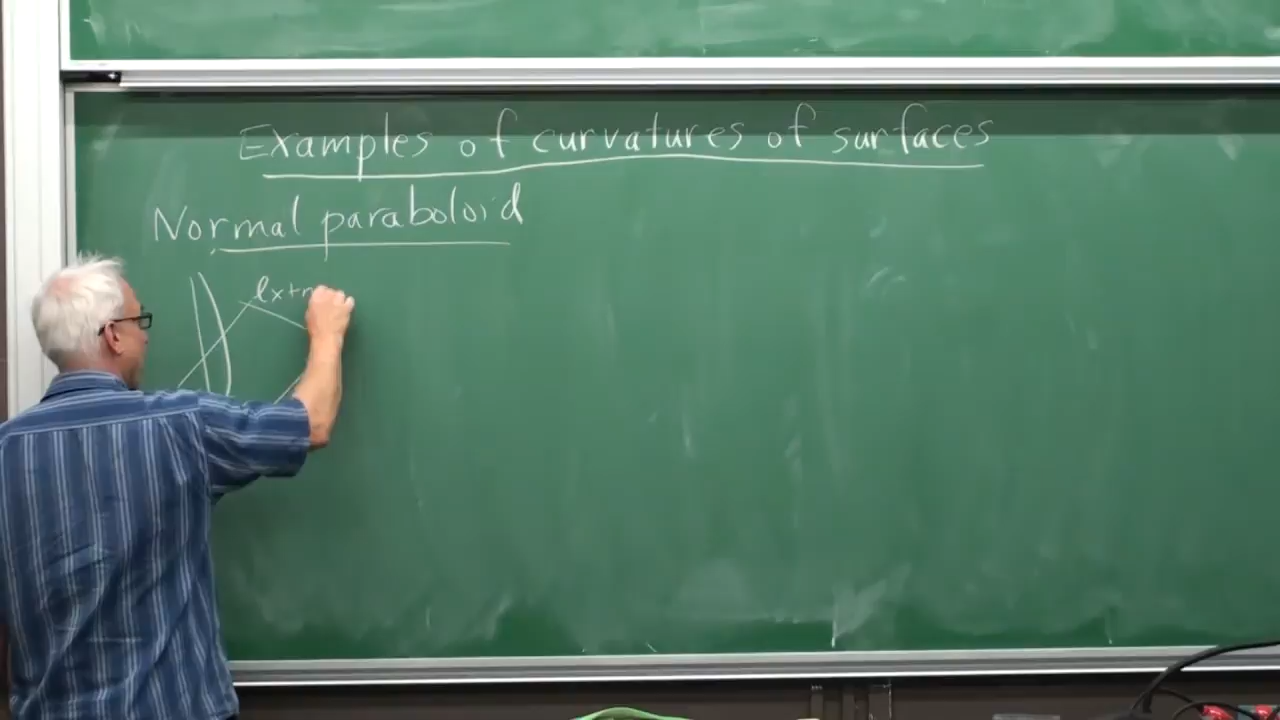 Examples of curvatures of surfaces
Normal paraboloid
lx+